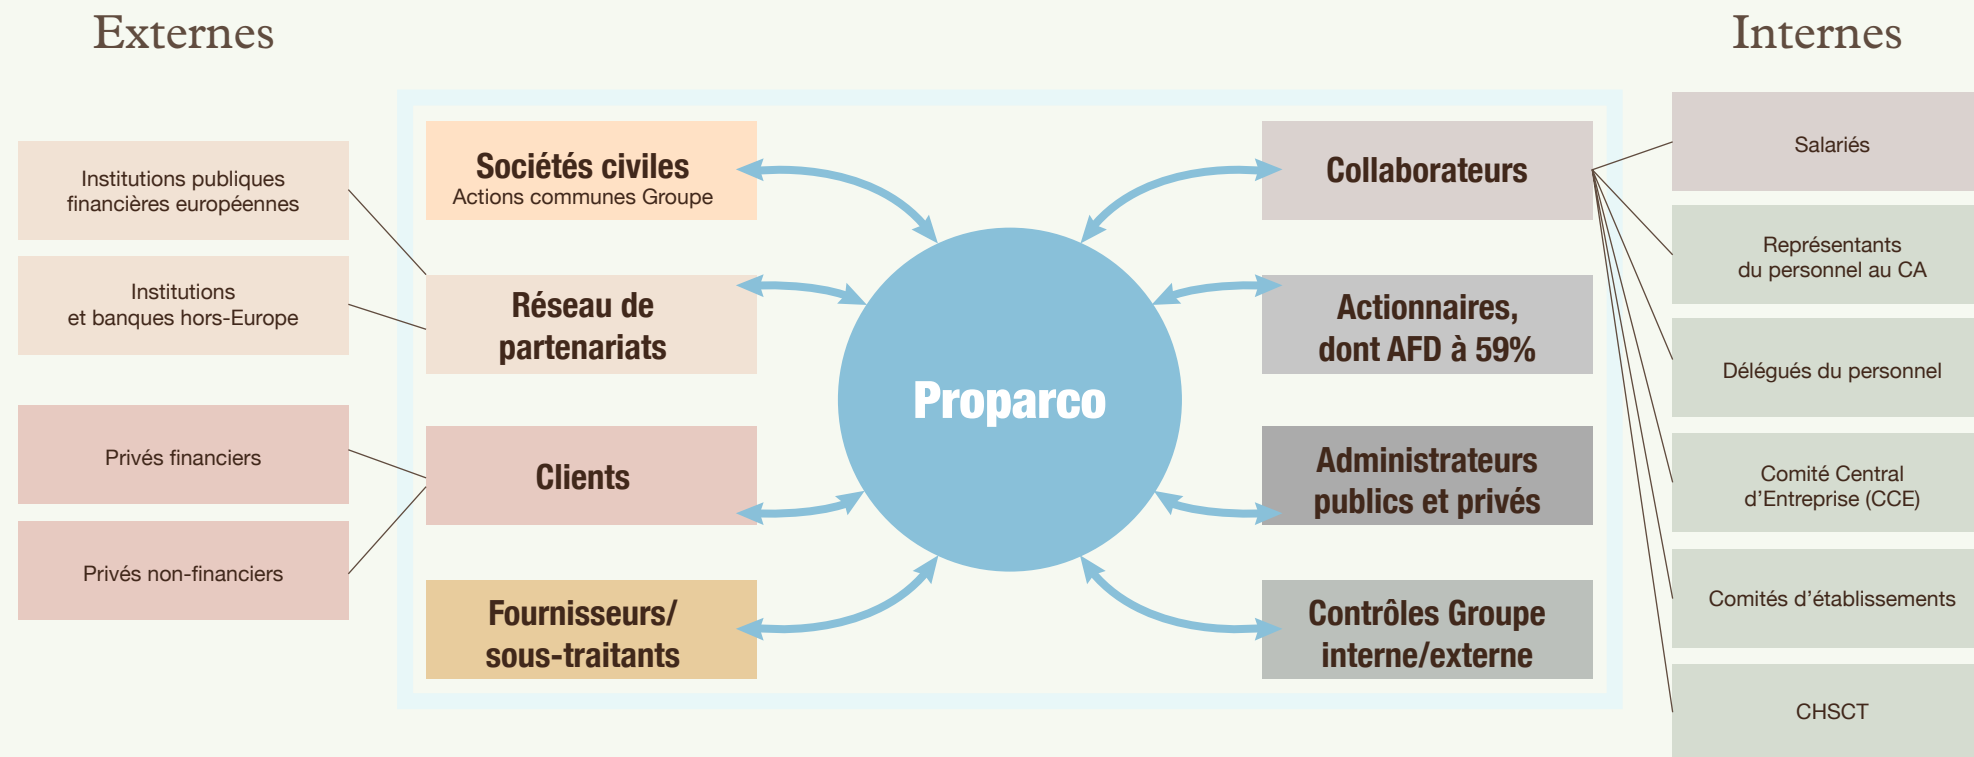 Externes
Internes
Institutions publiques
financières européennes
Institutions
et banques hors-Europe
Privés financiers
Privés non-financiers
Sociétés civiles
Actions communes Groupe
Réseau de
partenariats
Clients
Fournisseurs/
sous-traitants
Proparco
Collaborateurs
Actionnaires,
dont AFD à 59%
Administrateurs
publics et privés
Contrôles Groupe
interne/externe
Salariés
Représentants
du personnel au CA
Délégués du personnel
Comité Central
d’Entreprise (CCE)
Comités d’établissements
CHSCT